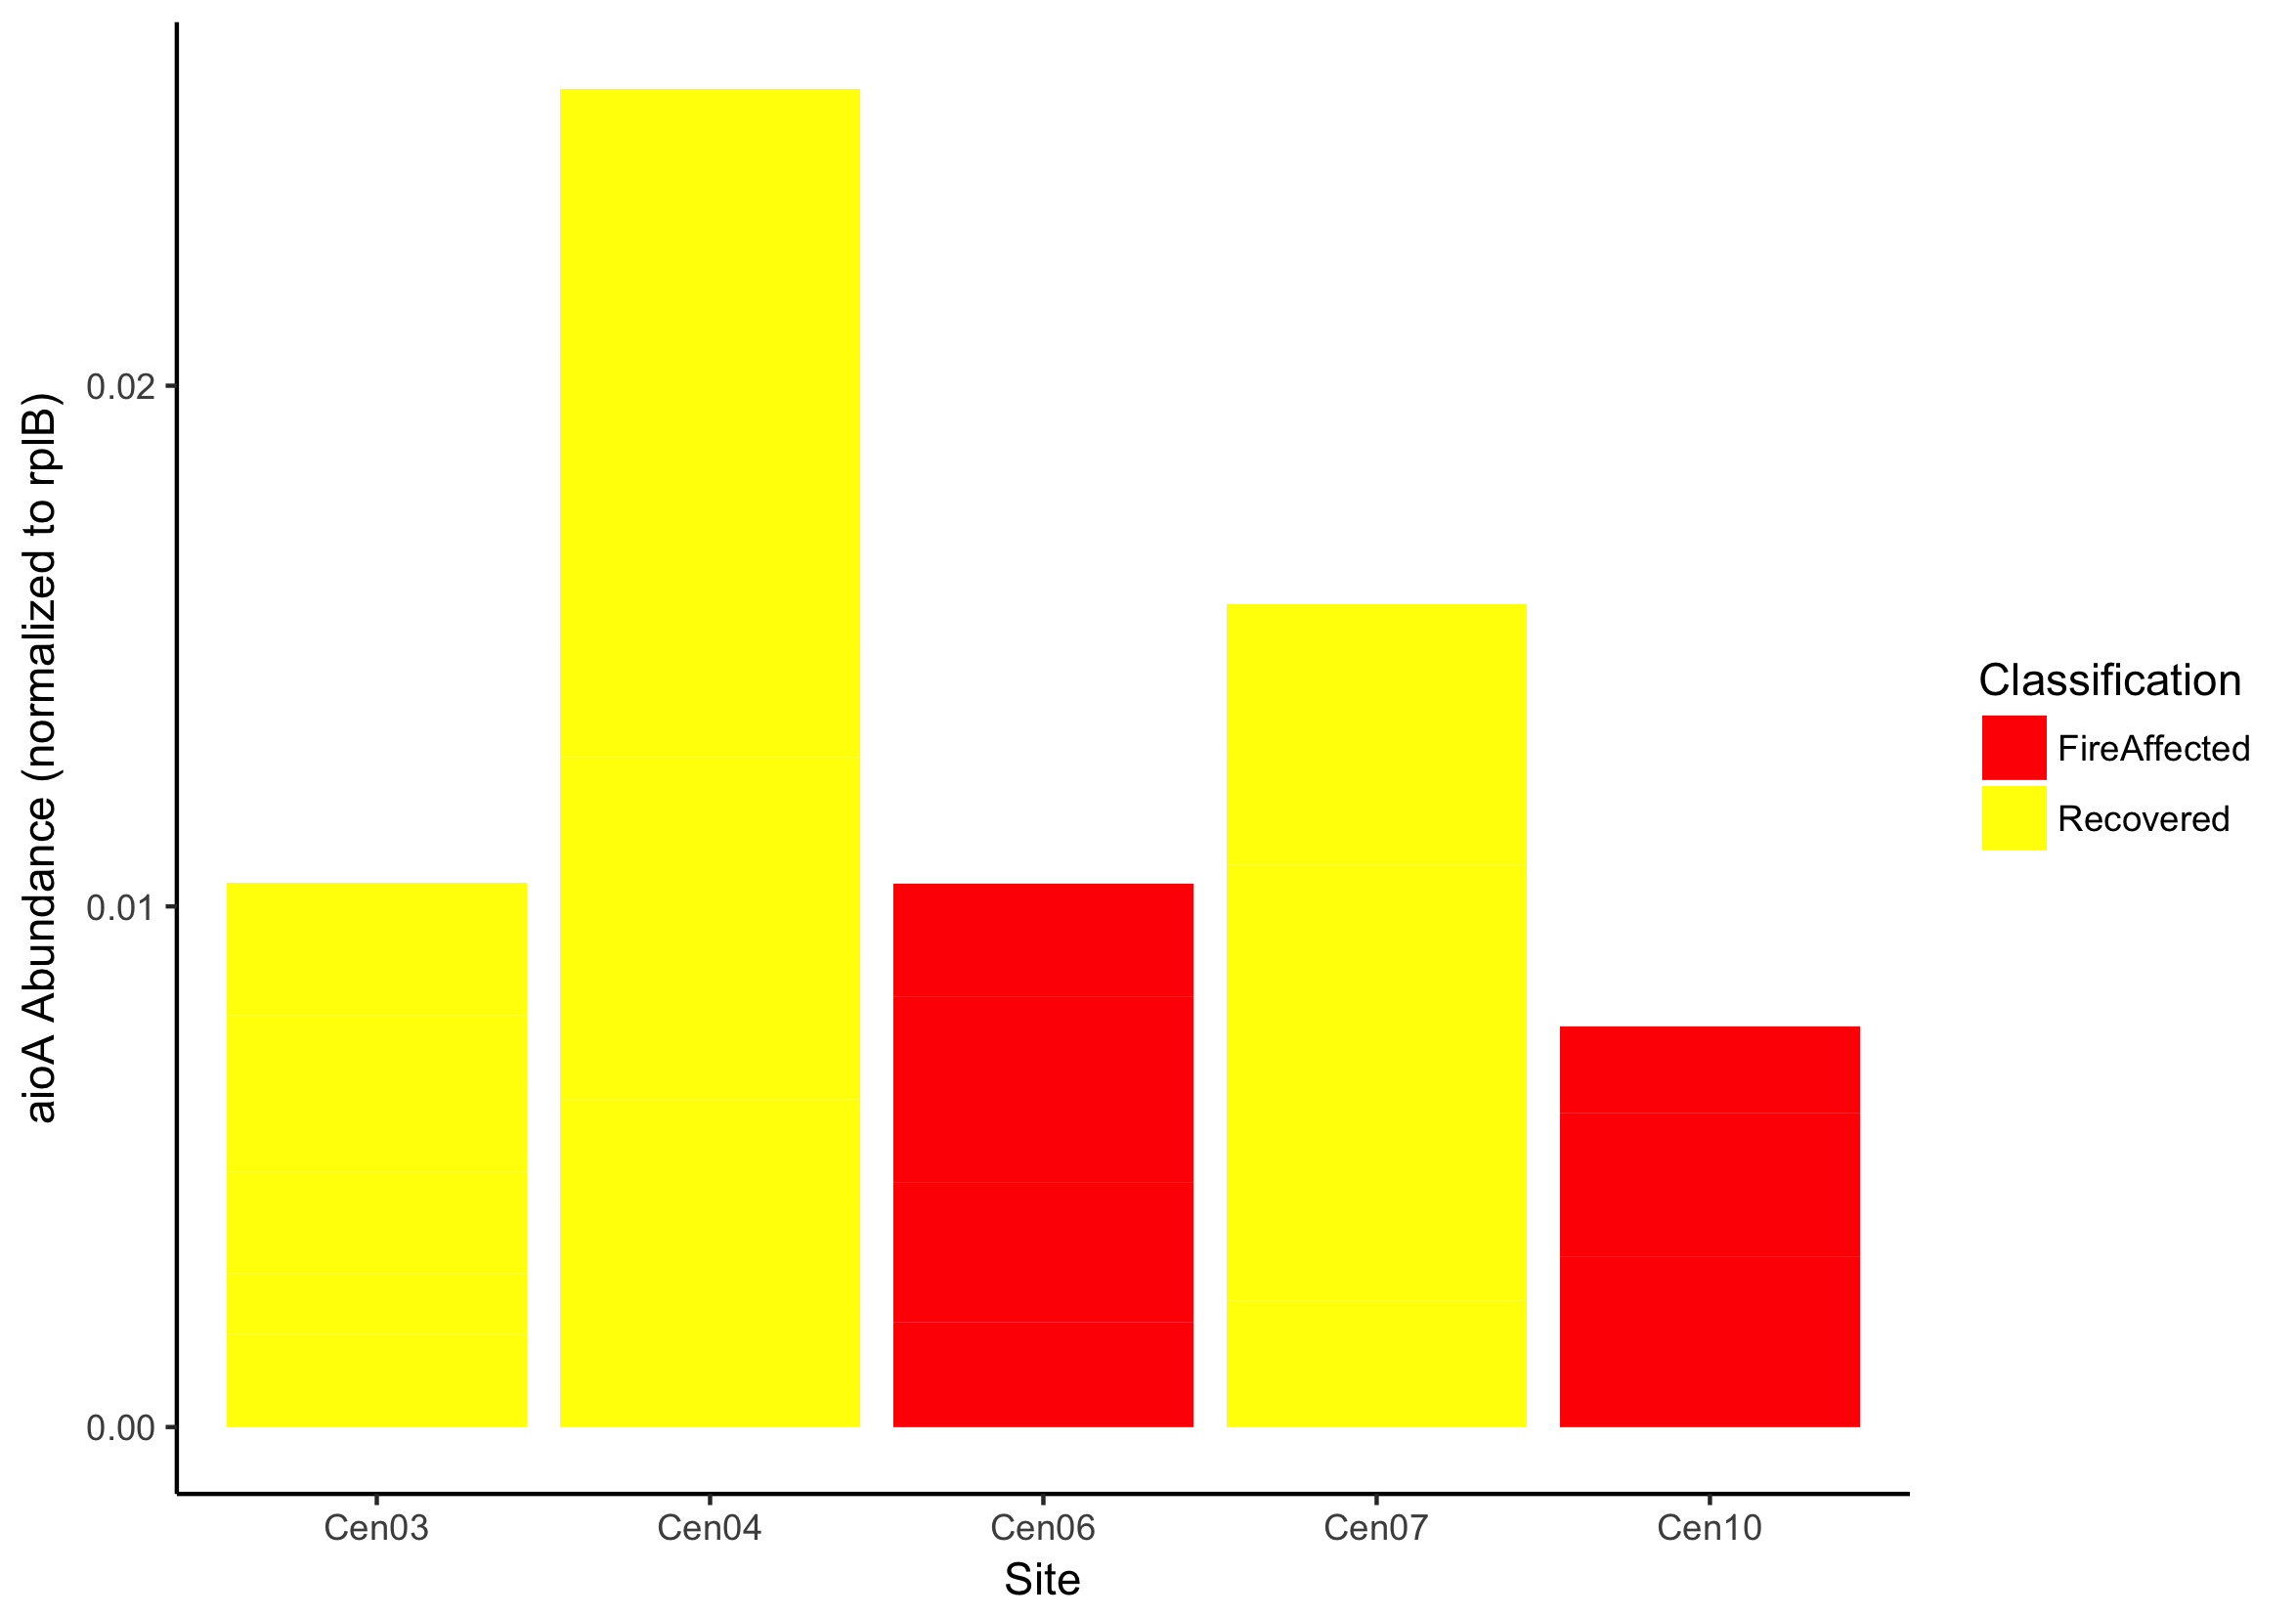 aioA Abundance (normalized to rplB)
0.02
0.01
0.00
Cen03 Cen04 Cen06 Cen07 Cen10
Site
Classification
FireAffected
Recovered